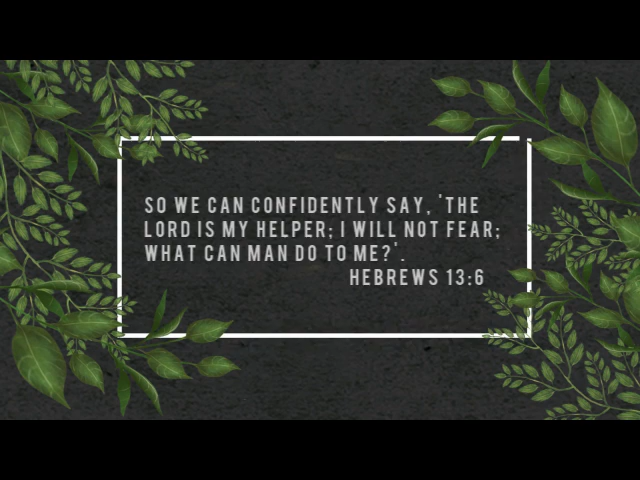 SO WE CAN CONFIDENTLY SAY, 'THE
LORD IS MY HELPER; I WILL NOT FEAR;
WHAT CAN MAN DO TO ME?'.
HEBREWS 13:6